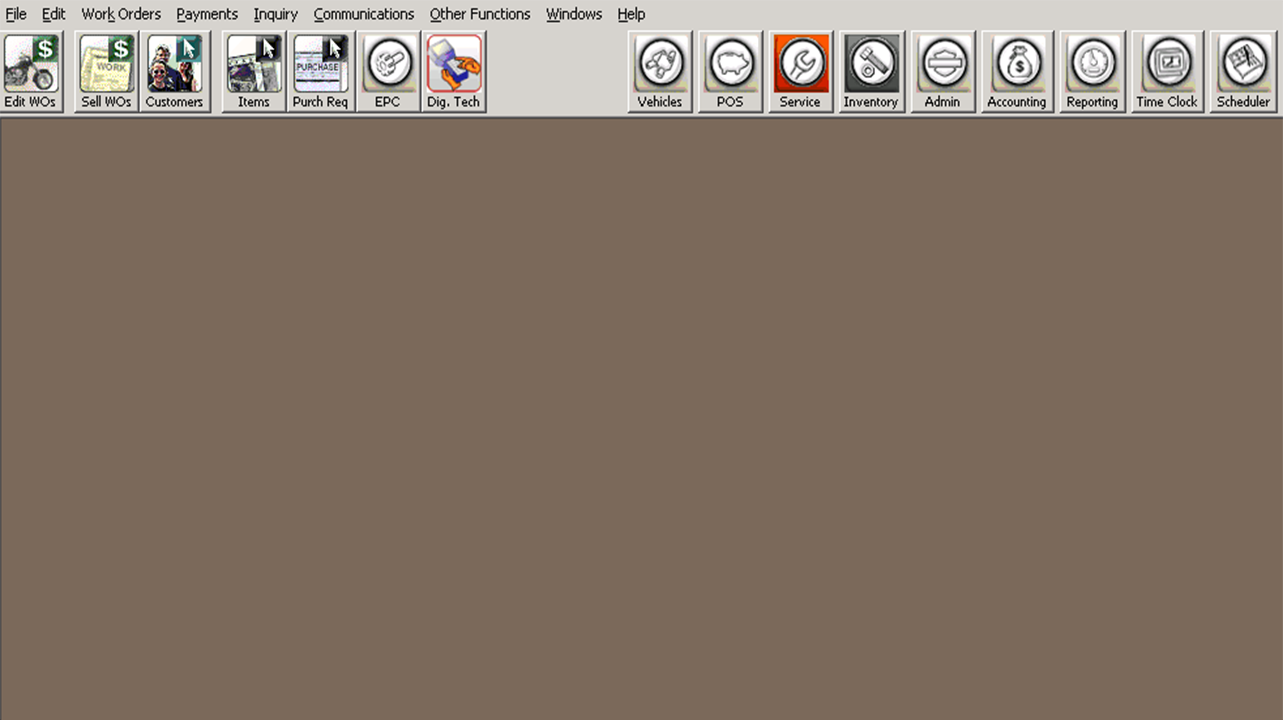 File Edit Work Orders Payments Inquiry Communications Other Functions Windows Help
WORK PURCHASE
Edit WOs Sell WOs Customers Items Purch Req EPC Dig. Tech Vehicles POS Service Inventory Admin Accounting Reporting Time Clock Scheduler